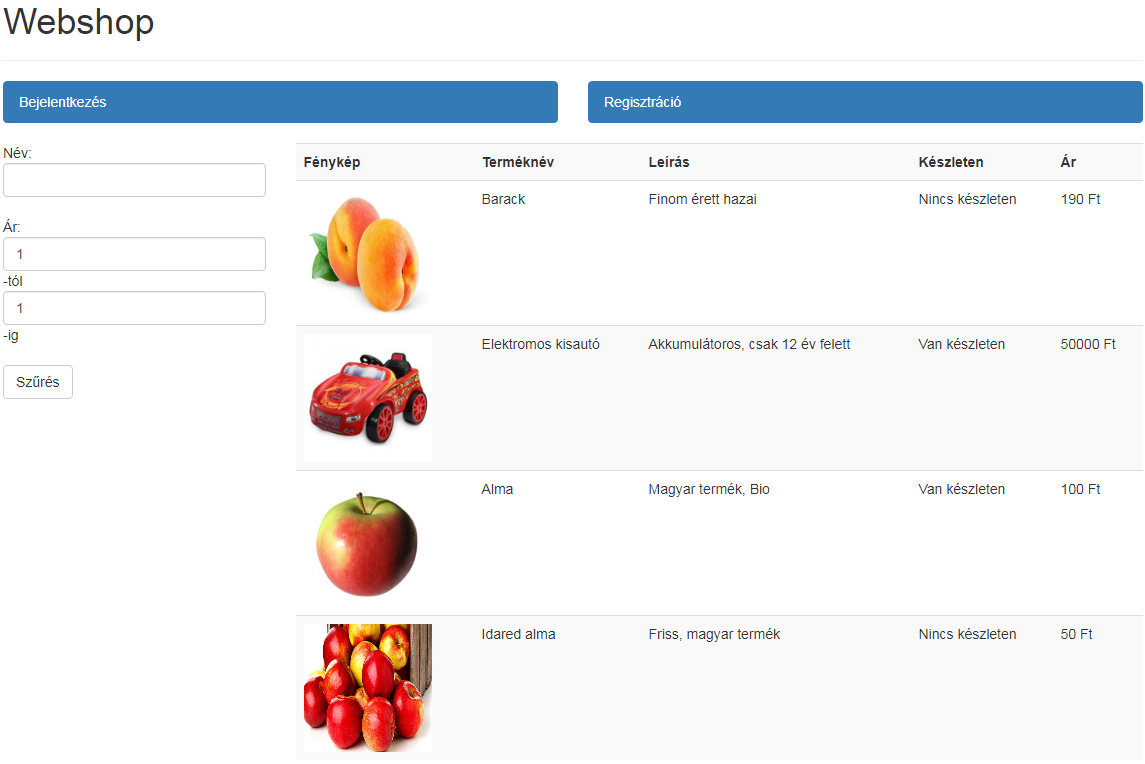 Webshop
Bejelentkezés
Regisztráció
Név:
Ár:
1
-tól
1
-ig
Szűrés
Fénykép Terméknév Leírás Készleten Ár
Barack Finom érett hazai Nincs készleten 190 Ft
Elektromos kisautó Akkumulátoros, csak 12 év felett Van készleten 50000 Ft
Alma Magyar termék, Bio Van készleten 100 Ft
Idared alma Friss, magyar termék Nincs készleten 50 Ft